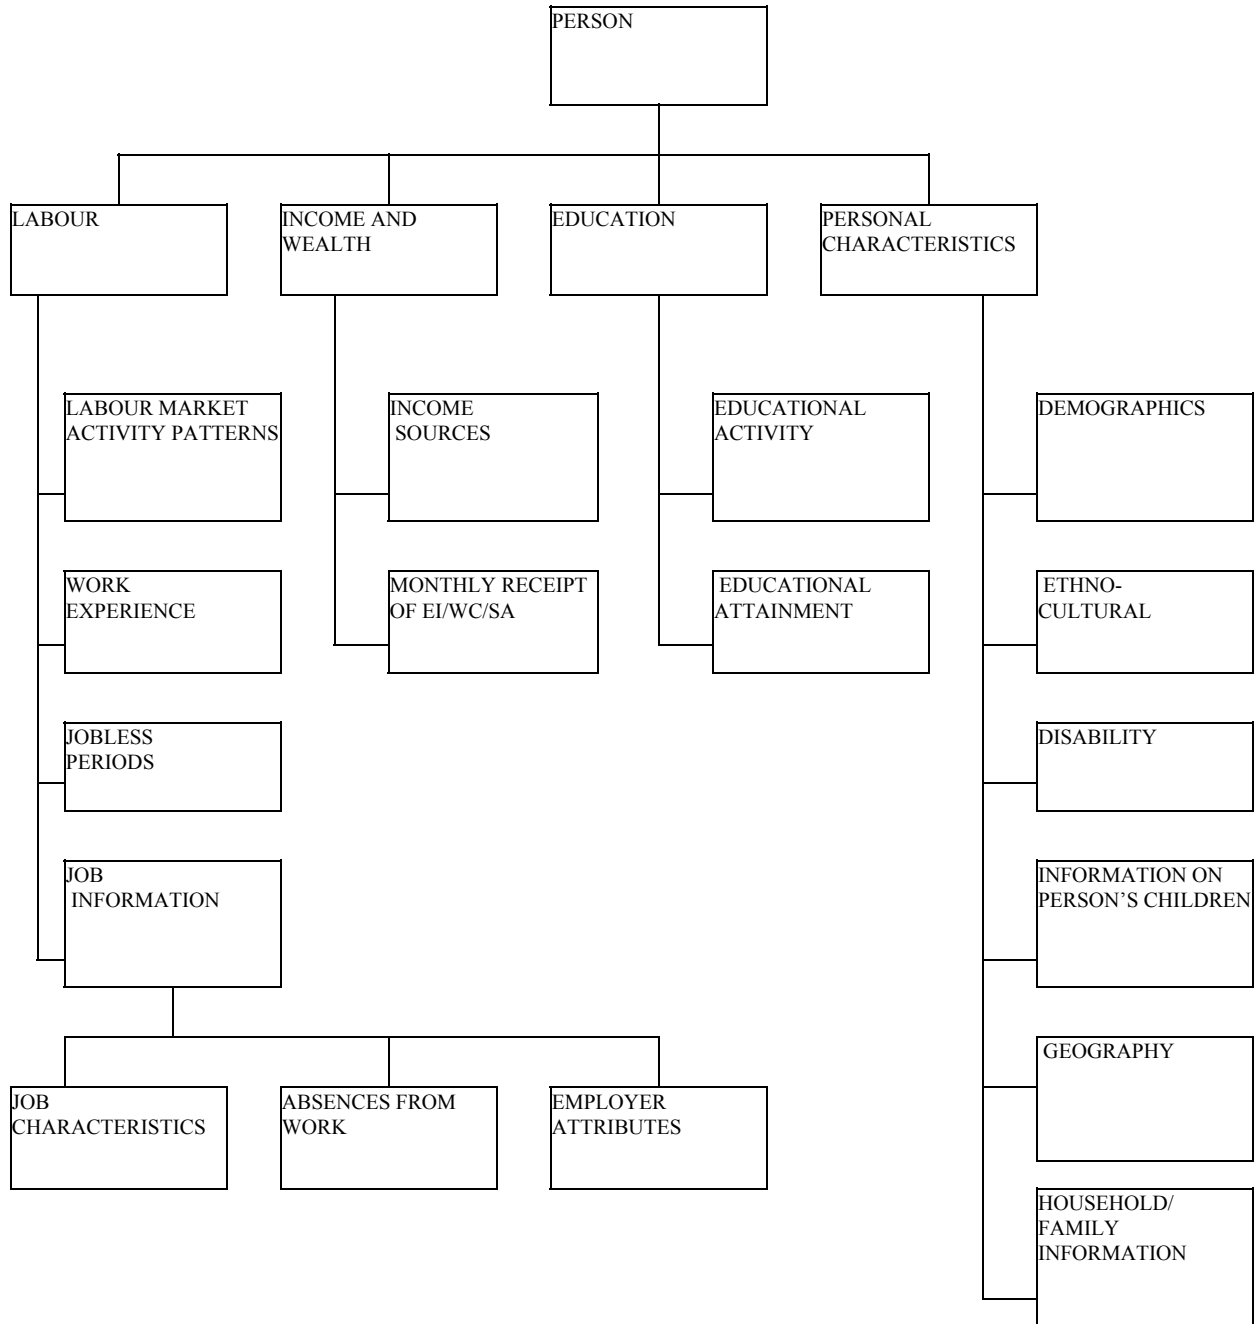 PERSON
LABOUR
INCOME AND
WEALTH
EDUCATION
PERSONAL
CHARACTERISTICS
LABOUR MARKET
ACTIVITY PATTERNS
INCOME
SOURCES
EDUCATIONAL
ACTIVITY
DEMOGRAPHICS
WORK
EXPERIENCE
MONTHLY RECEIPT
OF EI/WC/SA
EDUCATIONAL
ATTAINMENT
ETHNO-
CULTURAL
JOBLESS
PERIODS
DISABILITY
JOB
INFORMATION
INFORMATION ON
PERSON'S CHILDREN
GEOGRAPHY
JOB
CHARACTERISTICS
ABSENCES FROM
WORK
EMPLOYER
ATTRIBUTES
HOUSEHOLD/
FAMILY
INFORMATION